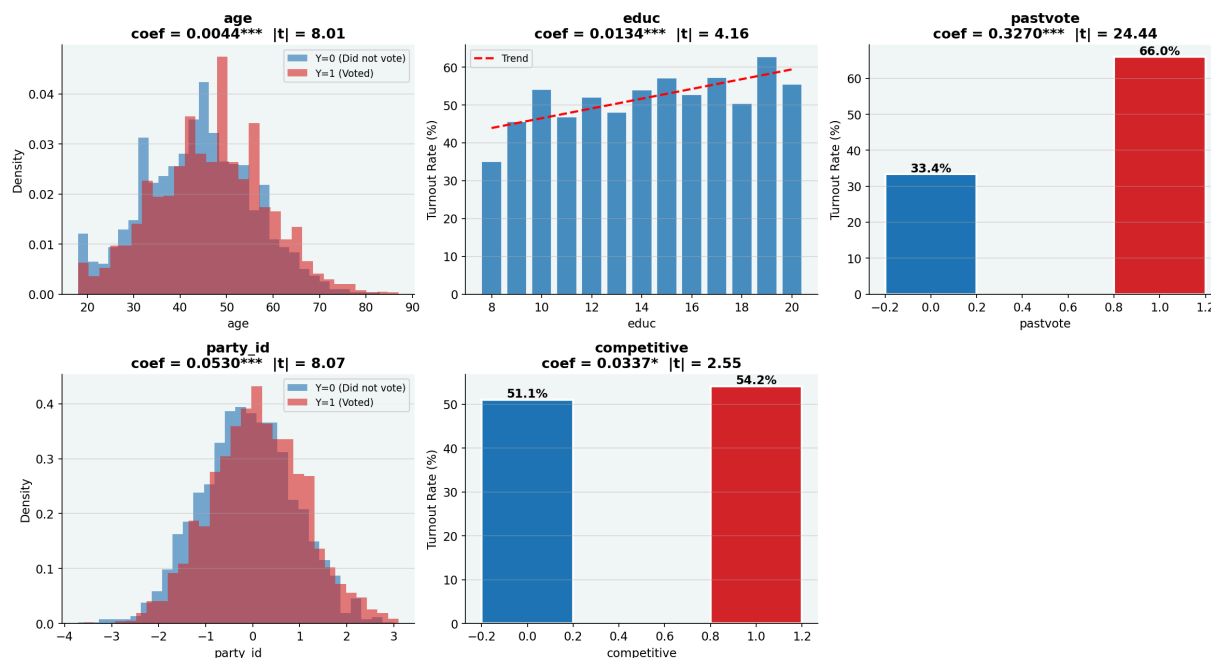 age
coef = 0.0044***  |t| = 8.01
Y=0 (Did not vote)
Y=1 (Voted)
Density
0.04
0.03
0.02
0.01
0.00
20 30 40 50 60 70 80 90
age
educ
coef = 0.0134***  |t| = 4.16
Trend
Turnout Rate (%)
60
50
40
30
20
10
0
8 10 12 14 16 18 20
educ
pastvote
coef = 0.3270***  |t| = 24.44
66.0%
33.4%
Turnout Rate (%)
60
50
40
30
20
10
0
−0.2 0.0 0.2 0.4 0.6 0.8 1.0 1.2
pastvote
party_id
coef = 0.0530***  |t| = 8.07
Y=0 (Did not vote)
Y=1 (Voted)
Density
0.4
0.3
0.2
0.1
0.0
−4 −3 −2 −1 0 1 2 3
party_id
competitive
coef = 0.0337*  |t| = 2.55
51.1%
54.2%
Turnout Rate (%)
50
40
30
20
10
0
−0.2 0.0 0.2 0.4 0.6 0.8 1.0 1.2
competitive